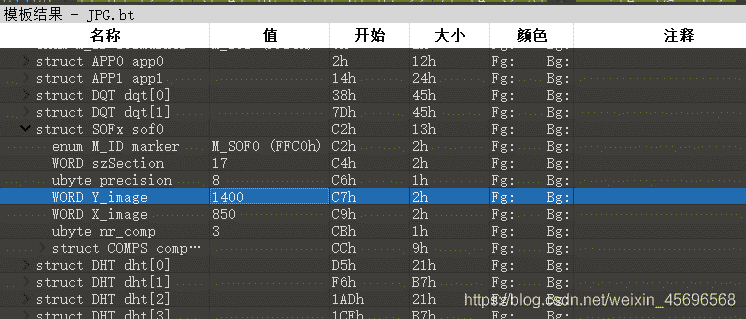 模板结果 - JPG.bt
名称 值 开始 大小 颜色 注释
struct APP0 app0 2h 12h Fg: Bg:
struct APP1 app1 14h 24h Fg: Bg:
struct DQT dqt[0] 38h 45h Fg: Bg:
struct DQT dqt[1] 7Dh 45h Fg: Bg:
struct SOFx sof0 C2h 13h Fg: Bg:
enum M_ID marker M_SOF0 (FFC0h) C2h 2h Fg: Bg:
WORD szSection 17 C4h 2h Fg: Bg:
ubyte precision 8 C6h 1h Fg: Bg:
WORD Y_image 1400 C7h 2h Fg: Bg:
WORD X_image 850 C9h 2h Fg: Bg:
ubyte nr_comp 3 CBh 1h Fg: Bg:
struct COMPS comp… CCh 9h Fg: Bg:
struct DHT dht[0] D5h 21h Fg: Bg:
struct DHT dht[1] F6h B7h Fg: Bg:
struct DHT dht[2] 1ADh 21h Fg: Bg:
struct DHT dht[3] 1CEh B7h Fg: Bg:
https://blog.csdn.net/weixin_45696568